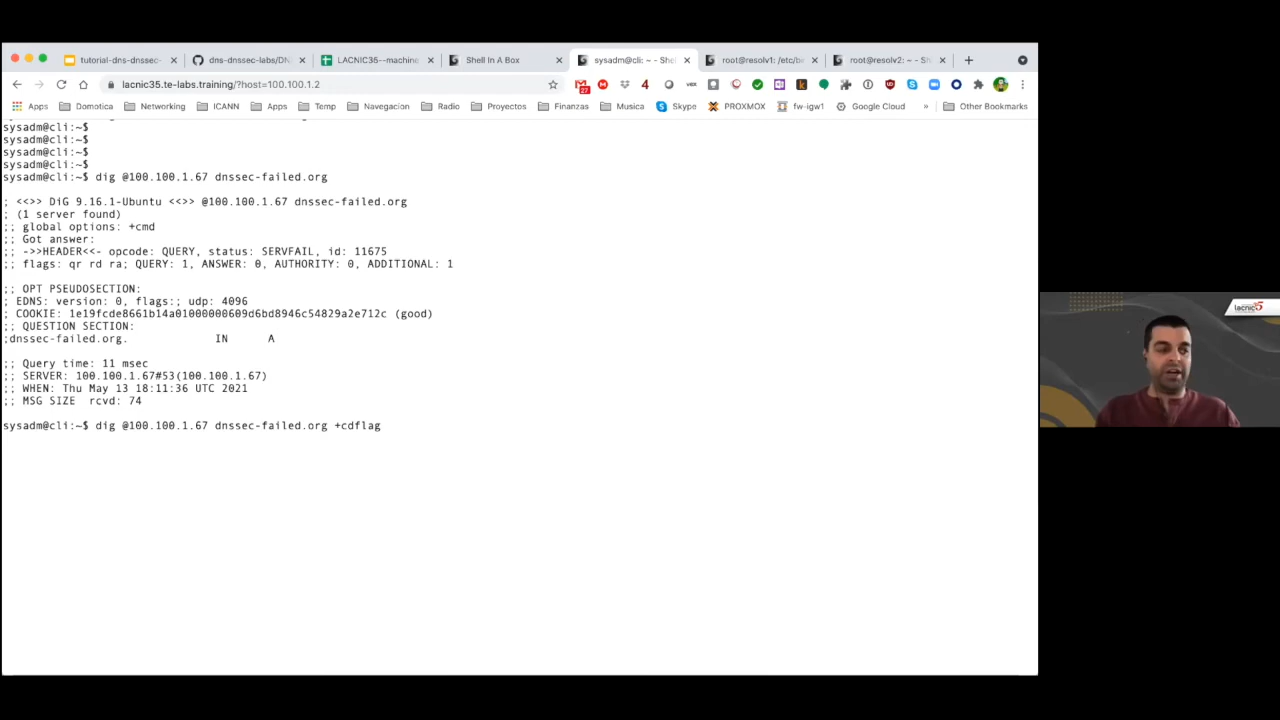 tutorial-dns-dnssec-
dns-dnssec-labs/DN
LACNIC35--machine
Shell In A Box
sysadm@cli: ~ - She
root@resolv1: /etc/b
root@resolv2: ~ - Sh
lacnic35.te-labs.training/?host=100.100.1.2
27
4
Apps
Domotica
Networking
ICANN
Apps
Temp
Navegacion
Radio
Proyectos
Finanzas
Musica
Skype
PROXMOX
fw-igw1
Google Cloud
»
Other Bookmarks
sysadm@cli:~$
sysadm@cli:~$
sysadm@cli:~$
sysadm@cli:~$
sysadm@cli:~$ dig @100.100.1.67 dnssec-failed.org
; <<>> DiG 9.16.1-Ubuntu <<>> @100.100.1.67 dnssec-failed.org
; (1 server found)
;; global options: +cmd
;; Got answer:
;; ->>HEADER<<- opcode: QUERY, status: SERVFAIL, id: 11675
;; flags: qr rd ra; QUERY: 1, ANSWER: 0, AUTHORITY: 0, ADDITIONAL: 1
;; OPT PSEUDOSECTION:
; EDNS: version: 0, flags:; udp: 4096
; COOKIE: 1e19fcde8661b14a01000000609d6bd8946c54829a2e712c (good)
;; QUESTION SECTION:
;dnssec-failed.org. IN A
;; Query time: 11 msec
;; SERVER: 100.100.1.67#53(100.100.1.67)
;; WHEN: Thu May 13 18:11:36 UTC 2021
;; MSG SIZE rcvd: 74
sysadm@cli:~$ dig @100.100.1.67 dnssec-failed.org +cdflag